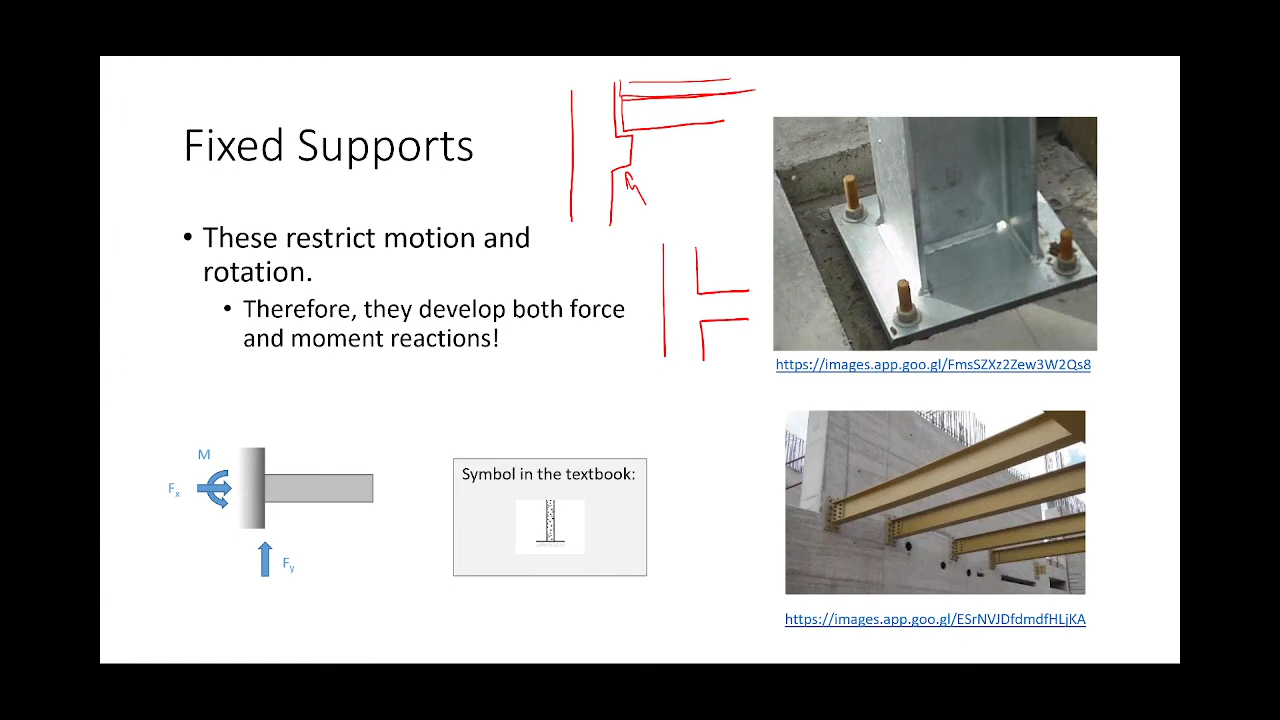 Fixed Supports
• These restrict motion and
rotation.
• Therefore, they develop both force
and moment reactions!
M
Fx
Fy
Symbol in the textbook:
https://images.app.goo.gl/FmsSZXz2Zew3W2Qs8
https://images.app.goo.gl/ESrNVJDfdmdfHLjKA